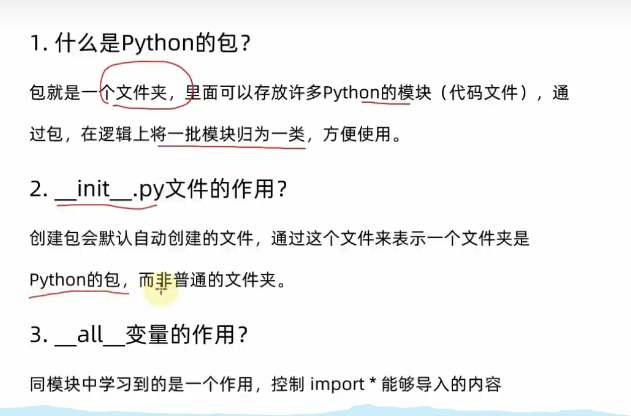 1. 什么是Python的包？
包就是一个文件夹，里面可以存放许多Python的模块（代码文件），通
过包，在逻辑上将一批模块归为一类，方便使用。
2. __init__.py文件的作用？
创建包会默认自动创建的文件，通过这个文件来表示一个文件夹是
Python的包，而非普通的文件夹。
3. __all__变量的作用？
同模块中学习到的是一个作用，控制 import * 能够导入的内容